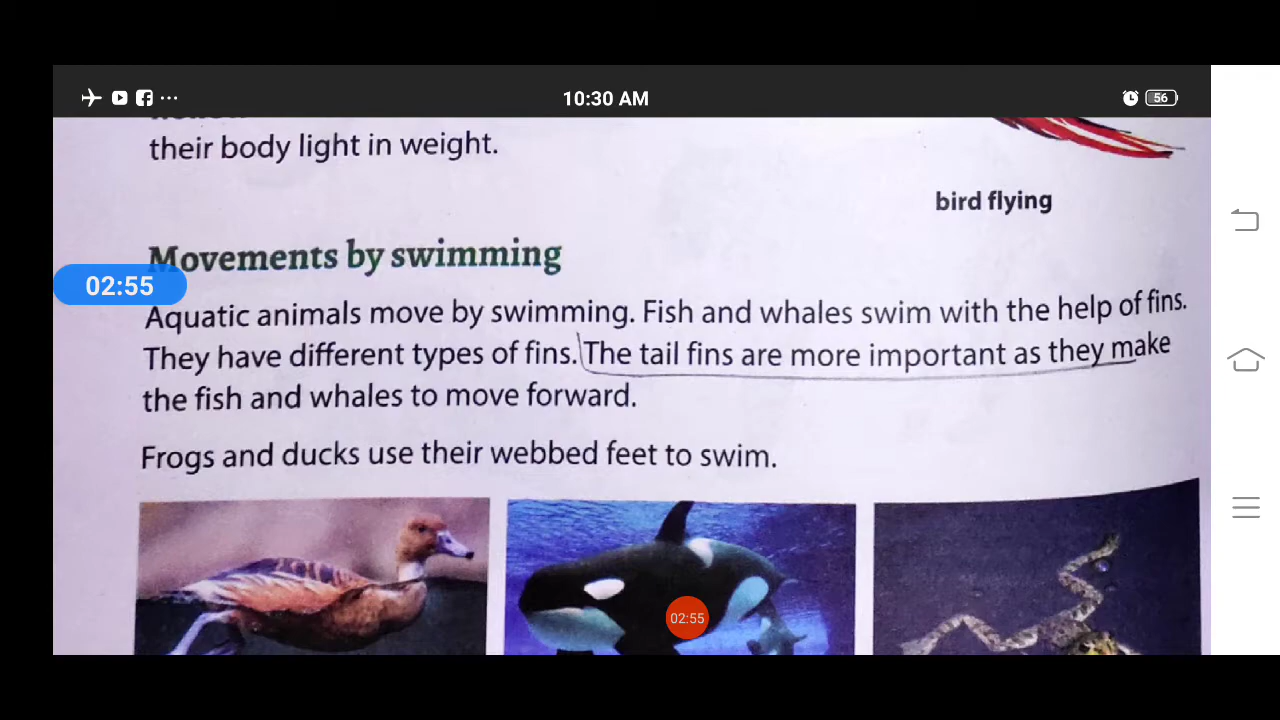 10:30 AM
56
their body light in weight.
bird flying
Movements by swimming
02:55
Aquatic animals move by swimming. Fish and whales swim with the help of fins.
They have different types of fins. The tail fins are more important as they make
the fish and whales to move forward.
Frogs and ducks use their webbed feet to swim.
02:55